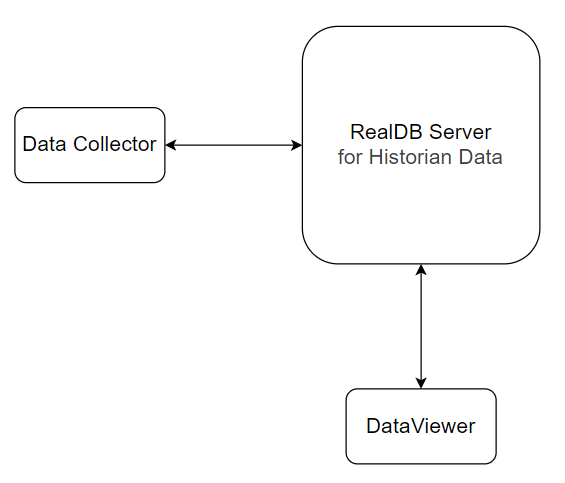 Data Collector
RealDB Server
for Historian Data
DataViewer